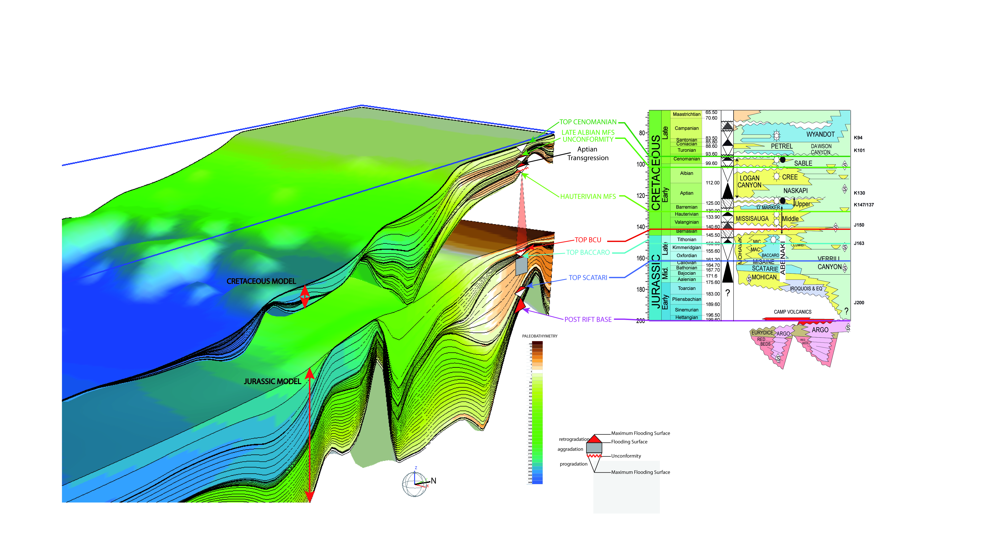 TOP CENOMANIAN
LATE ALBIAN MFS
UNCONFORMITY
Aptian
Transgression
HAUTERIVIAN MFS
TOP BCU
TOP BACCARO
TOP SCATARI
POST RIFT BASE
CRETACEOUS MODEL
JURASSIC MODEL
PALEOBATHYMETRY
Z
N
X
retrogradation
aggradation
progradation
Maximum Flooding Surface
Flooding Surface
Unconformity
Maximum Flooding Surface
80
100
120
140
160
180
200
CRETACEOUS
JURASSIC
Late
Early
Late
Mid.
Early
Maastrichtian
Campanian
Santonian
Coniacian
Turonian
Cenomanian
Albian
Aptian
Barremian
Hauterivian
Valanginian
Berriasian
Tithonian
Kimmeridgian
Oxfordian
Callovian
Bathonian
Bajocian
Aalenian
Toarcian
Pliensbachian
Sinemurian
Hettangian
65.50
70.60
83.50
85.80
88.60
93.60
99.60
112.00
125.00
130.00
133.90
140.60
145.50
155.60
161.20
164.70
167.70
171.6
175.60
183.00
189.60
196.50
199.60
?
WYANDOT
PETREL
DAWSON
CANYON
SABLE
S
LOGAN
CANYON
CREE
NASKAPI
S
Upper
O' MARKER
MISSISAUGA
Middle
S
MOHAWK
MIC
MAC
BACCARO
Lower
S
ABENAKI
MISAINE
SCATARIE
VERRILL
CANYON
S
S
MOHICAN
IROQUOIS & EQ
CAMP VOLCANICS
?
EURYDICE
ARGO
RED
BEDS
S
ARGO
RED
BEDS
S
K94
K101
K130
K147/137
J150
J163
J200